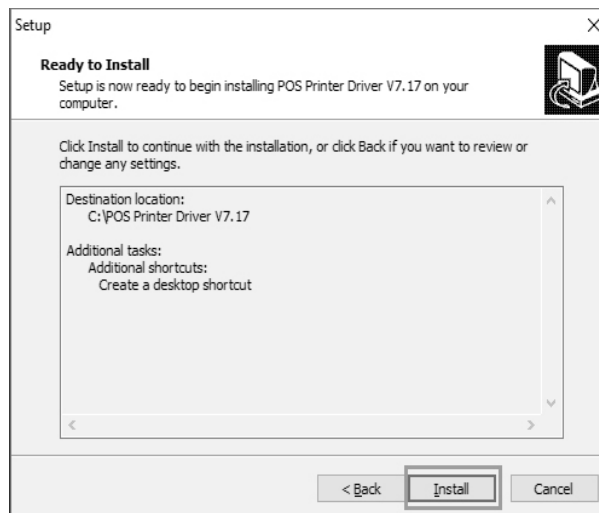 Setup
Ready to Install
Setup is now ready to begin installing POS Printer Driver V7.17 on your
computer.
Click Install to continue with the installation, or click Back if you want to review or
change any settings.
Destination location:
C:\POS Printer Driver V7.17
Additional tasks:
Additional shortcuts:
Create a desktop shortcut
< Back
Install
Cancel